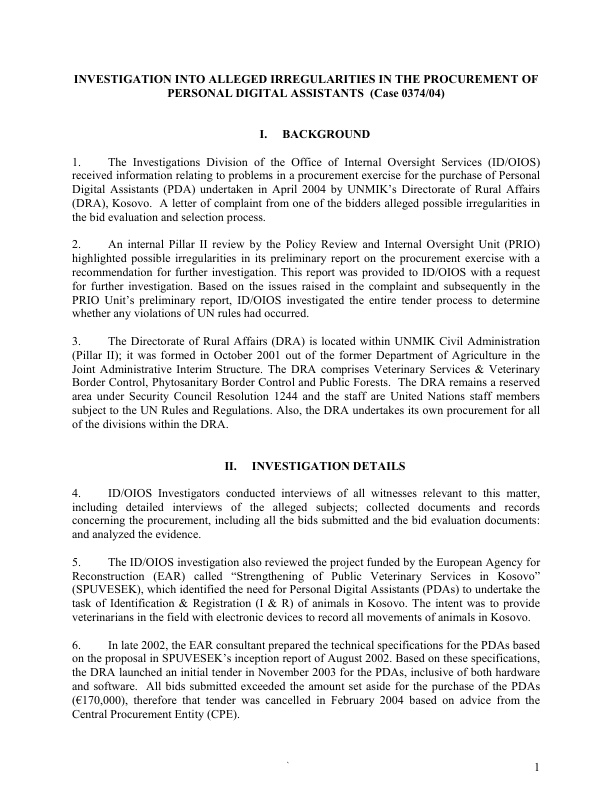 INVESTIGATION INTO ALLEGED IRREGULARITIES IN THE PROCUREMENT OF
PERSONAL DIGITAL ASSISTANTS (Case 0374/04)
I. BACKGROUND
1. The Investigations Division of the Office of Internal Oversight Services (ID/OIOS)
received information relating to problems in a procurement exercise for the purchase of Personal
Digital Assistants (PDA) undertaken in April 2004 by UNMIK's Directorate of Rural Affairs
(DRA), Kosovo. A letter of complaint from one of the bidders alleged possible irregularities in
the bid evaluation and selection process.
2. An internal Pillar II review by the Policy Review and Internal Oversight Unit (PRIO)
highlighted possible irregularities in its preliminary report on the procurement exercise with a
recommendation for further investigation. This report was provided to ID/OIOS with a request
for further investigation. Based on the issues raised in the complaint and subsequently in the
PRIO Unit's preliminary report, ID/OIOS investigated the entire tender process to determine
whether any violations of UN rules had occurred.
3. The Directorate of Rural Affairs (DRA) is located within UNMIK Civil Administration
(Pillar II); it was formed in October 2001 out of the former Department of Agriculture in the
Joint Administrative Interim Structure. The DRA comprises Veterinary Services & Veterinary
Border Control, Phytosanitary Border Control and Public Forests. The DRA remains a reserved
area under Security Council Resolution 1244 and the staff are United Nations staff members
subject to the UN Rules and Regulations. Also, the DRA undertakes its own procurement for all
of the divisions within the DRA.
II. INVESTIGATION DETAILS
4. ID/OIOS Investigators conducted interviews of all witnesses relevant to this matter,
including detailed interviews of the alleged subjects; collected documents and records
concerning the procurement, including all the bids submitted and the bid evaluation documents:
and analyzed the evidence.
5. The ID/OIOS investigation also reviewed the project funded by the European Agency for
Reconstruction (EAR) called “Strengthening of Public Veterinary Services in Kosovo”
(SPUVESEK), which identified the need for Personal Digital Assistants (PDAs) to undertake the
task of Identification & Registration (I & R) of animals in Kosovo. The intent was to provide
veterinarians in the field with electronic devices to record all movements of animals in Kosovo.
6. In late 2002, the EAR consultant prepared the technical specifications for the PDAs based
on the proposal in SPUVESEK's inception report of August 2002. Based on these specifications,
the DRA launched an initial tender in November 2003 for the PDAs, inclusive of both hardware
and software. All bids submitted exceeded the amount set aside for the purchase of the PDAs
(€170,000), therefore that tender was cancelled in February 2004 based on advice from the
Central Procurement Entity (CPE).
1